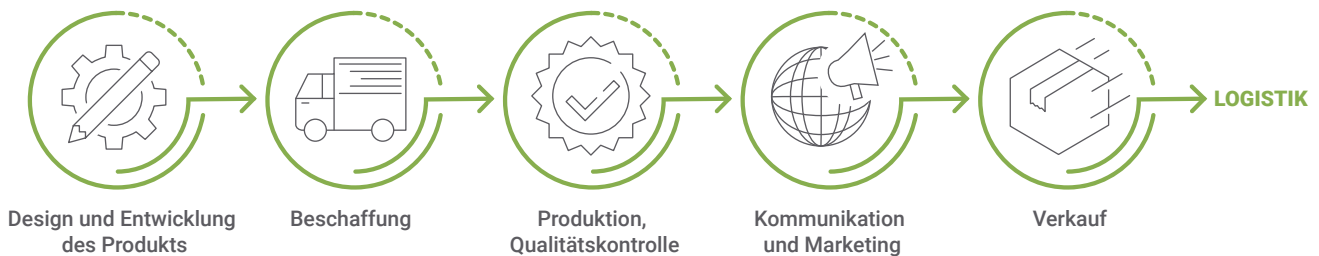 LOGISTIK
Design und Entwicklung
des Produkts
Beschaffung
Produktion,
Qualitätskontrolle
Kommunikation
und Marketing
Verkauf